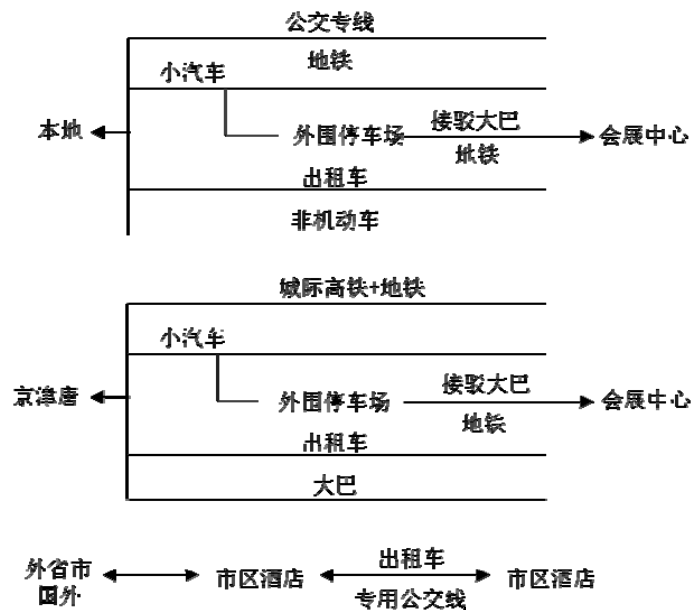 公交专线
地铁
小汽车
本地
外围停车场
接驳大巴
地铁
会展中心
出租车
非机动车
城际高铁+地铁
小汽车
京津唐
外围停车场
接驳大巴
地铁
会展中心
出租车
大巴
外省市
国外
市区酒店
出租车
专用公交线
市区酒店